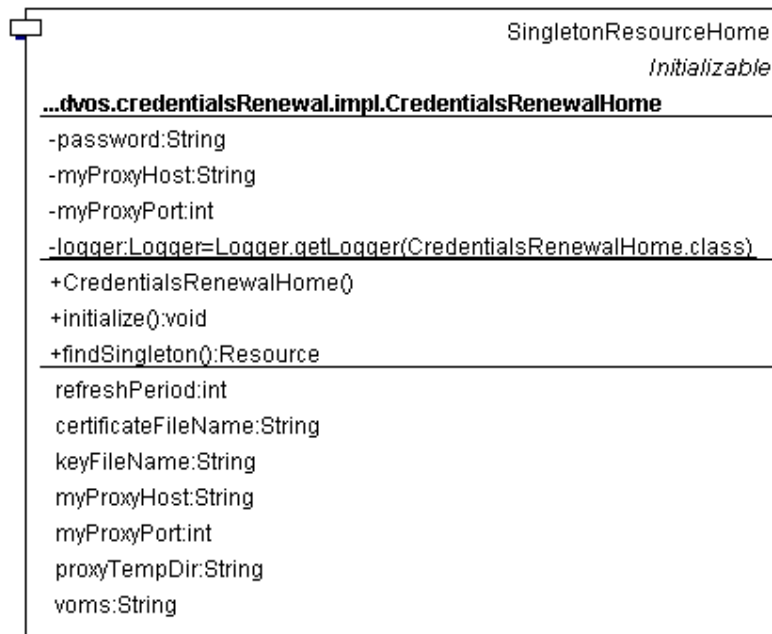 SingletonResourceHome
Initializable
...dvos.credentialsRenewal.impl.CredentialsRenewalHome
-password:String
-myProxyHost:String
-myProxyPort:int
-logger:Logger=Logger.getLogger(CredentialsRenewalHome.class)
+CredentialsRenewalHome()
+initialize():void
+findSingleton():Resource
refreshPeriod:int
certificateFileName:String
keyFileName:String
myProxyHost:String
myProxyPort:int
proxyTempDir:String
voms:String